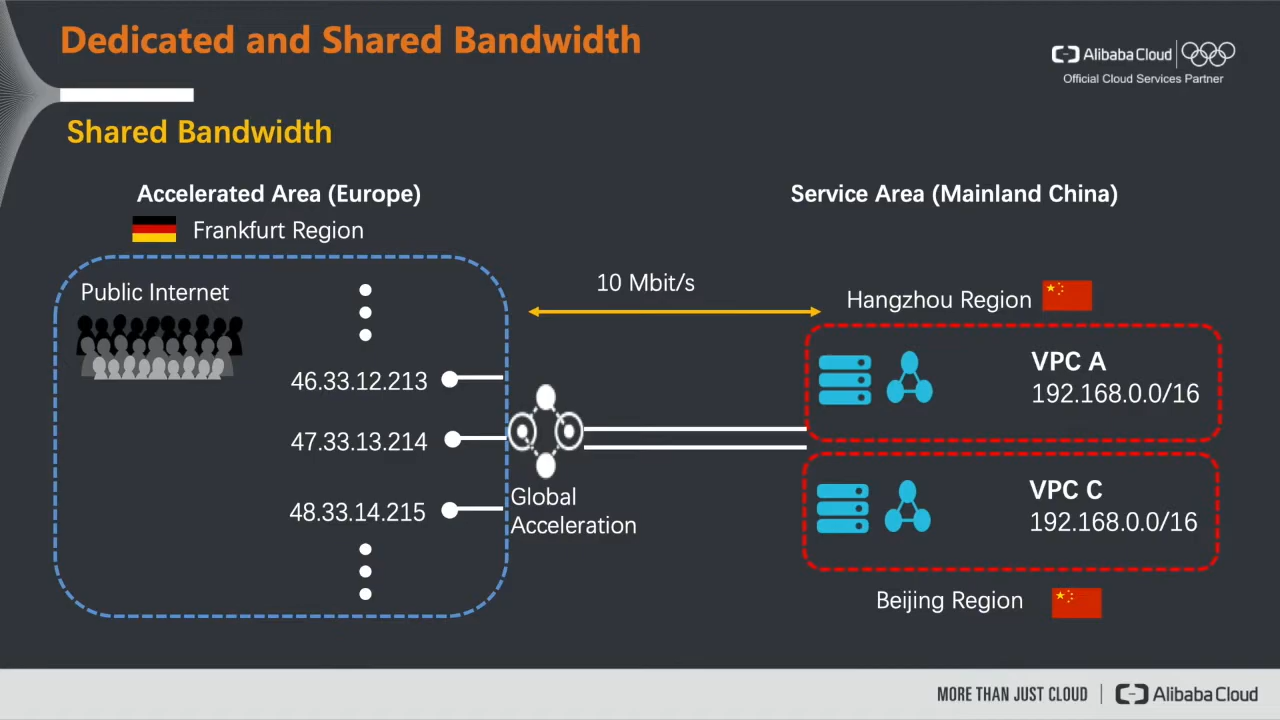 Dedicated and Shared Bandwidth
Alibaba Cloud
Official Cloud Services Partner
Shared Bandwidth
Accelerated Area (Europe)
Service Area (Mainland China)
Frankfurt Region
Public Internet
10 Mbit/s
Hangzhou Region
VPC A
192.168.0.0/16
46.33.12.213
47.33.13.214
48.33.14.215
Global
Acceleration
VPC C
192.168.0.0/16
Beijing Region
MORE THAN JUST CLOUD
Alibaba Cloud